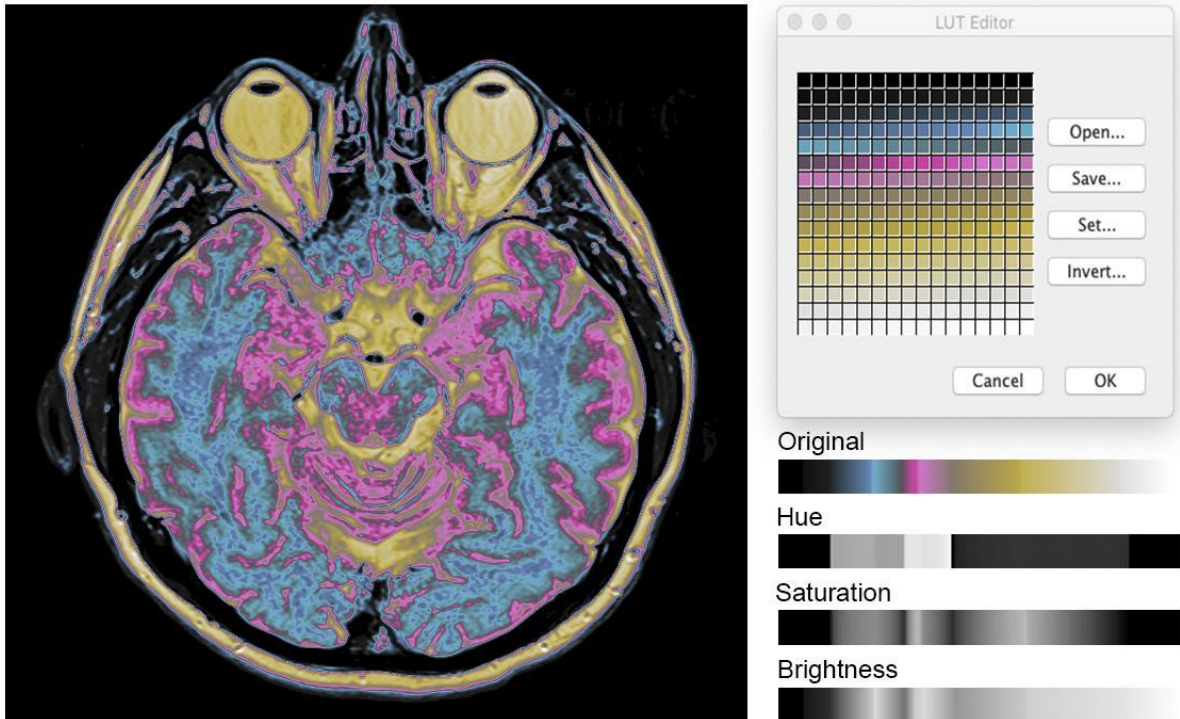 LUT Editor
Open...
Save...
Set...
Invert...
Cancel
OK
Original
Hue
Saturation
Brightness